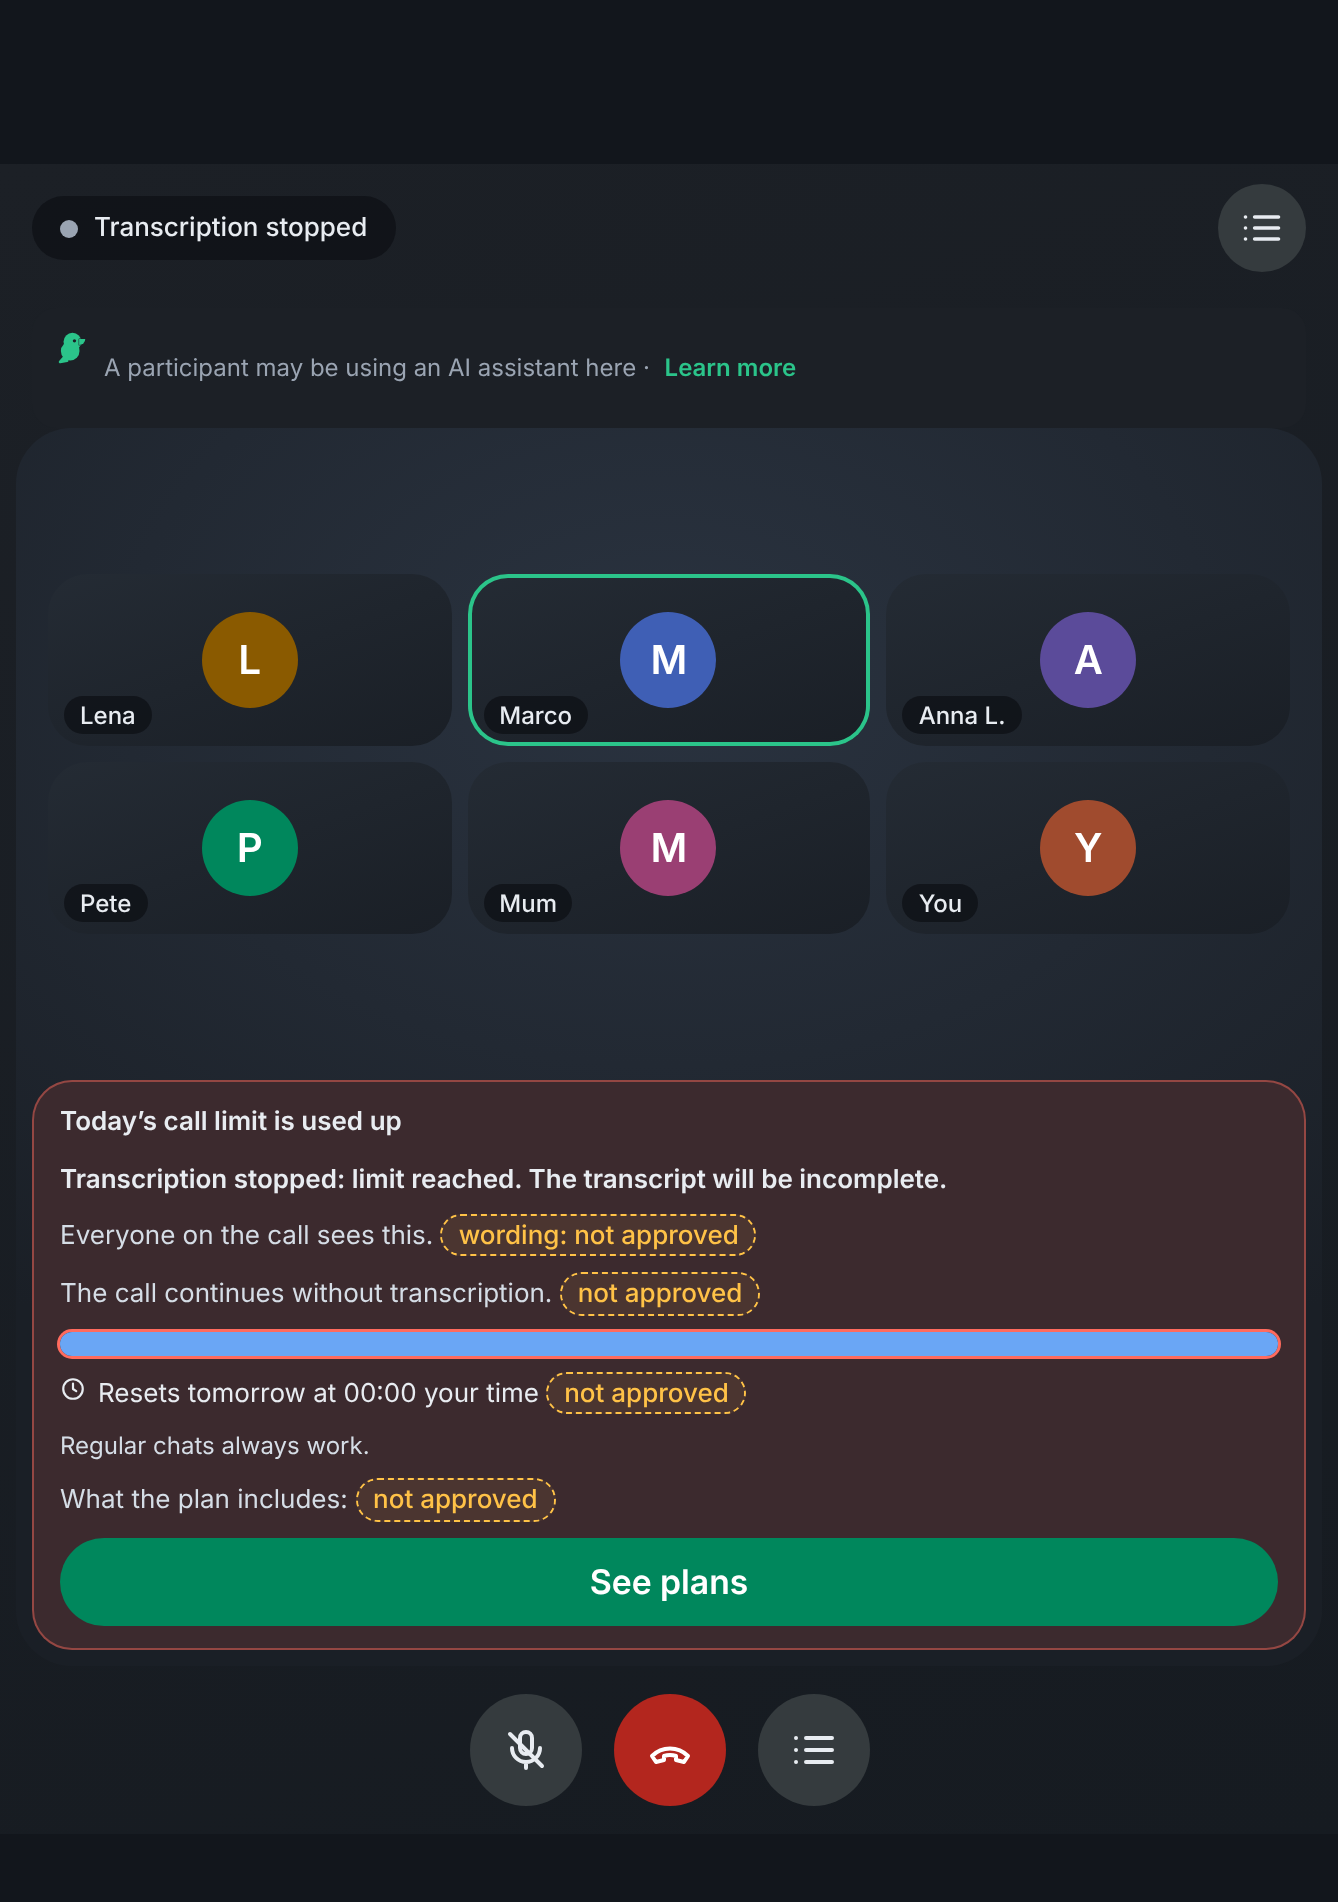 Transcription stopped
A participant may be using an AI assistant here · Learn more
L
Lena
M
Marco
A
Anna L.
P
Pete
M
Mum
Y
You
Today’s call limit is used up
Transcription stopped: limit reached. The transcript will be incomplete.
Everyone on the call sees this. wording: not approved
The call continues without transcription. not approved
Resets tomorrow at 00:00 your time not approved
Regular chats always work.
What the plan includes: not approved
See plans